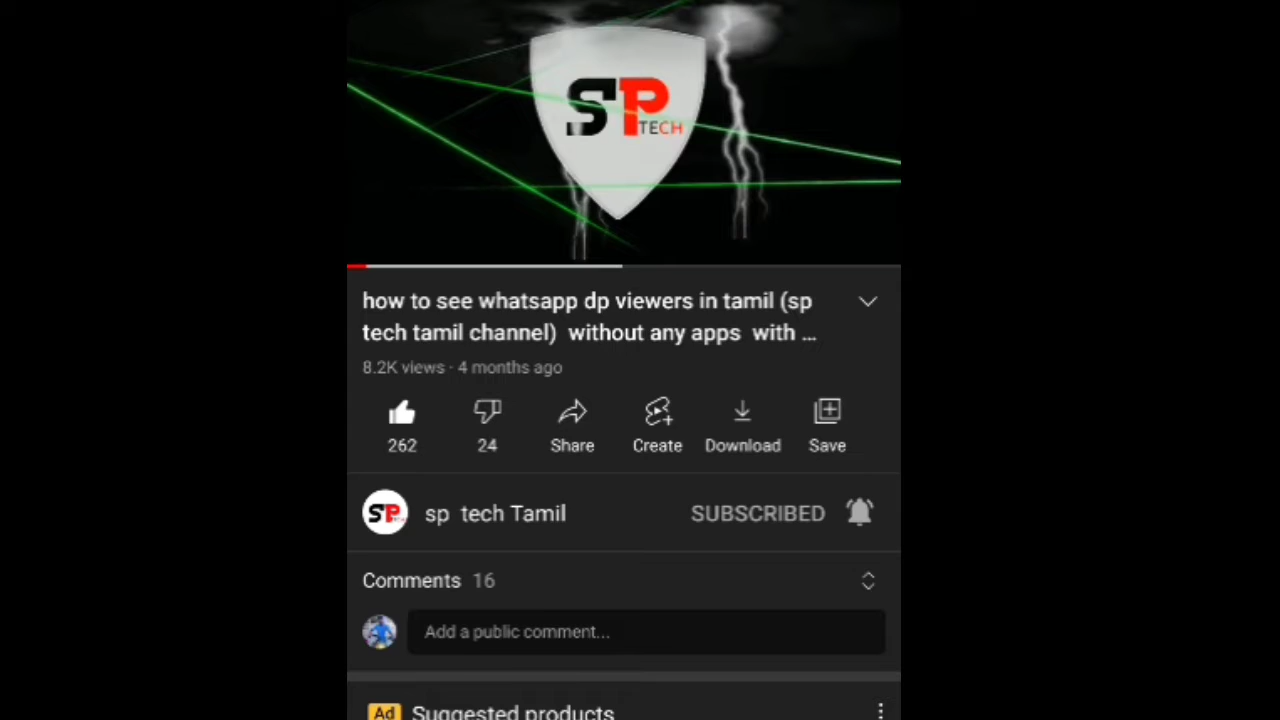 SP
TECH
how to see whatsapp dp viewers in tamil (sp
tech tamil channel) without any apps with ...
8.2K views · 4 months ago
262
24
Share
Create
Download
Save
SP
sp tech Tamil
SUBSCRIBED
Comments 16
Add a public comment...
Ad
Suggested products